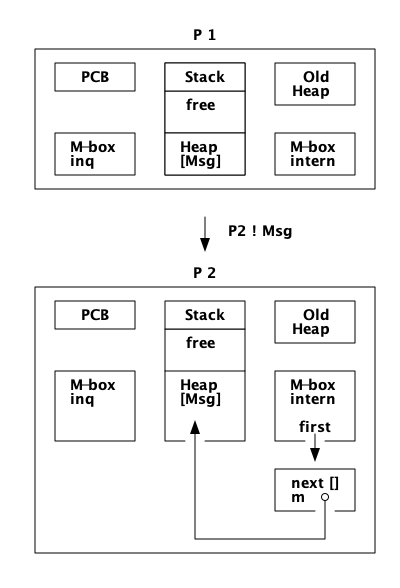 P 1
PCB
Stack
Old
Heap
free
M-box
inq
Heap
[Msg]
M-box
intern
P2 ! Msg
P 2
PCB
Stack
Old
Heap
free
M-box
inq
Heap
[Msg]
M-box
intern
first
next []
m